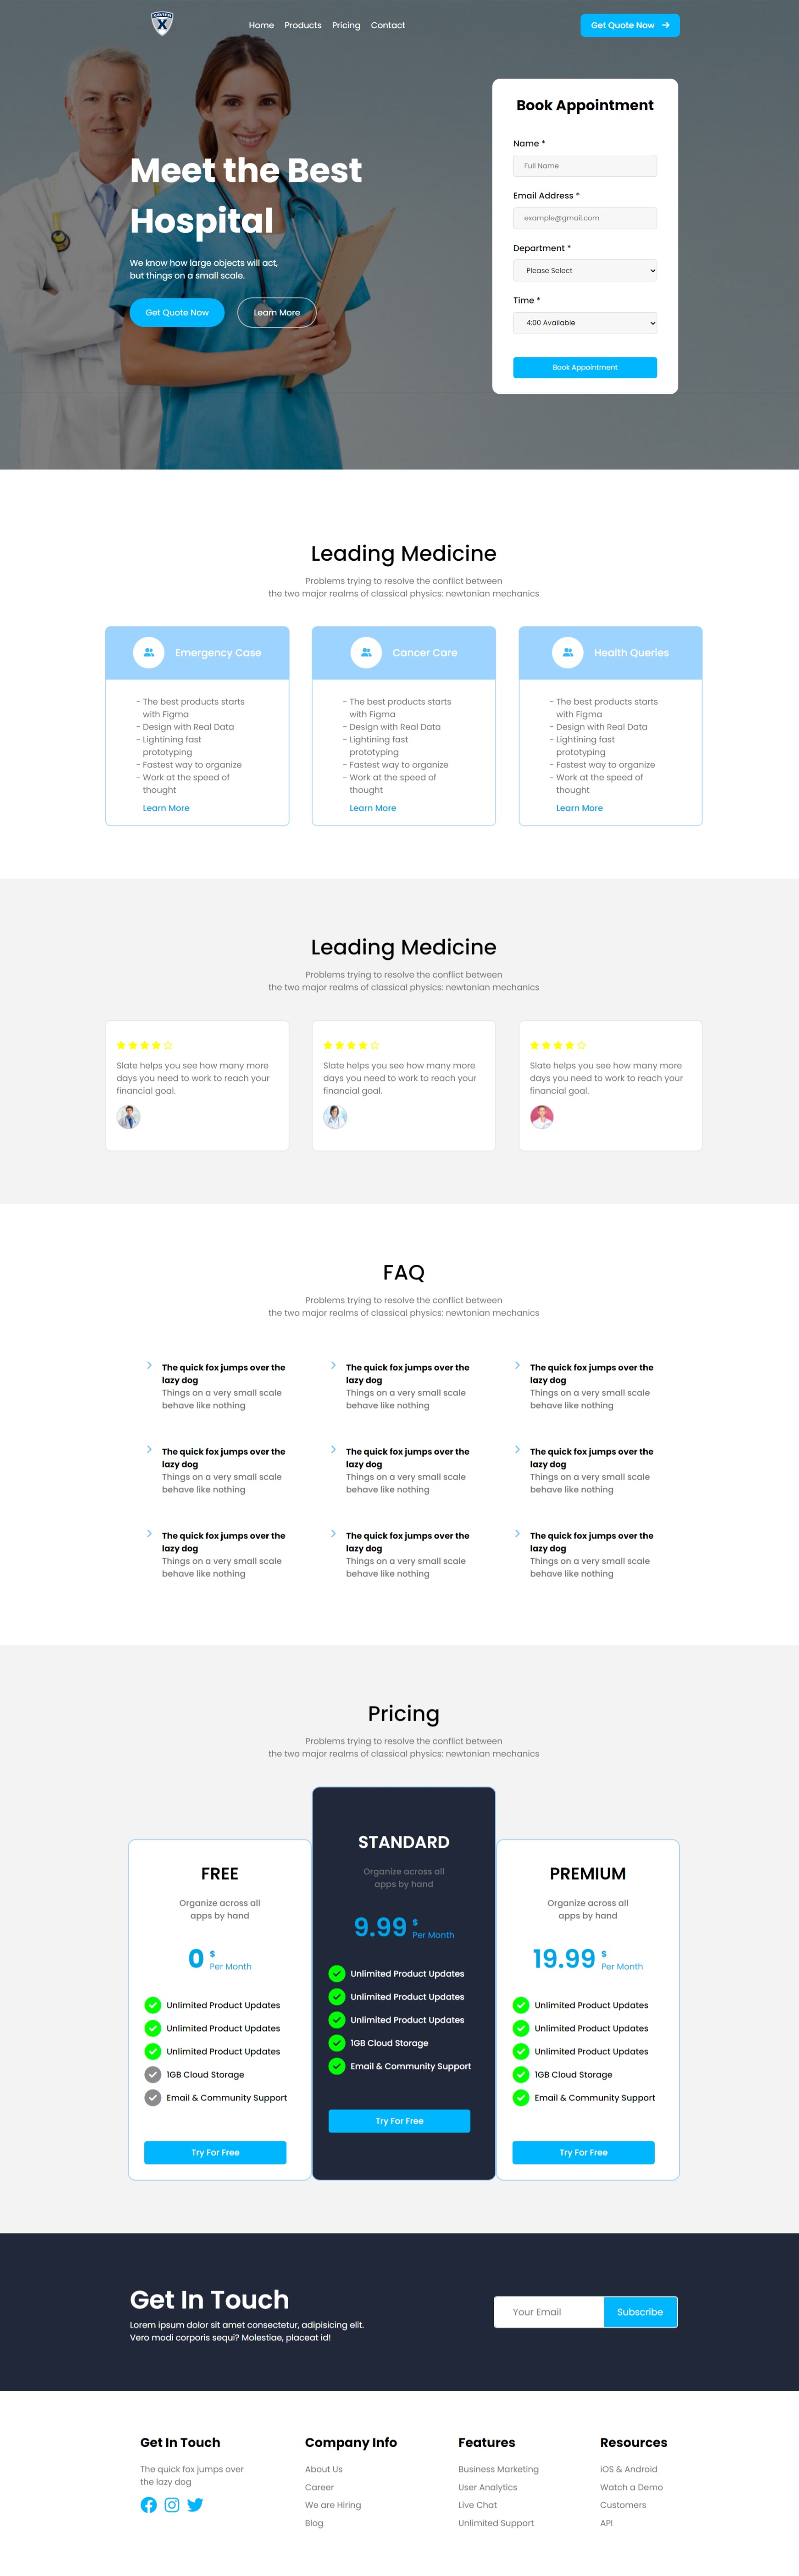 XAVIER
X
Home Products Pricing Contact
Get Quote Now
Meet the Best
Hospital
We know how large objects will act,
but things on a small scale.
Get Quote Now
Learn More
Book Appointment
Name *
Full Name
Email Address *
example@gmail.com
Department *
Please Select
Time *
4:00 Available
Book Appointment
Leading Medicine
Problems trying to resolve the conflict between
the two major realms of classical physics: newtonian mechanics
Emergency Case
- The best products starts
with Figma
- Design with Real Data
- Lightining fast
prototyping
- Fastest way to organize
- Work at the speed of
thought
Learn More
Cancer Care
- The best products starts
with Figma
- Design with Real Data
- Lightining fast
prototyping
- Fastest way to organize
- Work at the speed of
thought
Learn More
Health Queries
- The best products starts
with Figma
- Design with Real Data
- Lightining fast
prototyping
- Fastest way to organize
- Work at the speed of
thought
Learn More
Leading Medicine
Problems trying to resolve the conflict between
the two major realms of classical physics: newtonian mechanics
Slate helps you see how many more
days you need to work to reach your
financial goal.
Slate helps you see how many more
days you need to work to reach your
financial goal.
Slate helps you see how many more
days you need to work to reach your
financial goal.
FAQ
Problems trying to resolve the conflict between
the two major realms of classical physics: newtonian mechanics
The quick fox jumps over the
lazy dog
Things on a very small scale
behave like nothing
The quick fox jumps over the
lazy dog
Things on a very small scale
behave like nothing
The quick fox jumps over the
lazy dog
Things on a very small scale
behave like nothing
The quick fox jumps over the
lazy dog
Things on a very small scale
behave like nothing
The quick fox jumps over the
lazy dog
Things on a very small scale
behave like nothing
The quick fox jumps over the
lazy dog
Things on a very small scale
behave like nothing
The quick fox jumps over the
lazy dog
Things on a very small scale
behave like nothing
The quick fox jumps over the
lazy dog
Things on a very small scale
behave like nothing
The quick fox jumps over the
lazy dog
Things on a very small scale
behave like nothing
Pricing
Problems trying to resolve the conflict between
the two major realms of classical physics: newtonian mechanics
FREE
Organize across all
apps by hand
0 $
Per Month
Unlimited Product Updates
Unlimited Product Updates
Unlimited Product Updates
1GB Cloud Storage
Email & Community Support
Try For Free
STANDARD
Organize across all
apps by hand
9.99 $
Per Month
Unlimited Product Updates
Unlimited Product Updates
Unlimited Product Updates
1GB Cloud Storage
Email & Community Support
Try For Free
PREMIUM
Organize across all
apps by hand
19.99 $
Per Month
Unlimited Product Updates
Unlimited Product Updates
Unlimited Product Updates
1GB Cloud Storage
Email & Community Support
Try For Free
Get In Touch
Lorem ipsum dolor sit amet consectetur, adipisicing elit.
Vero modi corporis sequi? Molestiae, placeat id!
Your Email
Subscribe
Get In Touch
The quick fox jumps over
the lazy dog
Company Info
About Us
Career
We are Hiring
Blog
Features
Business Marketing
User Analytics
Live Chat
Unlimited Support
Resources
iOS & Android
Watch a Demo
Customers
API